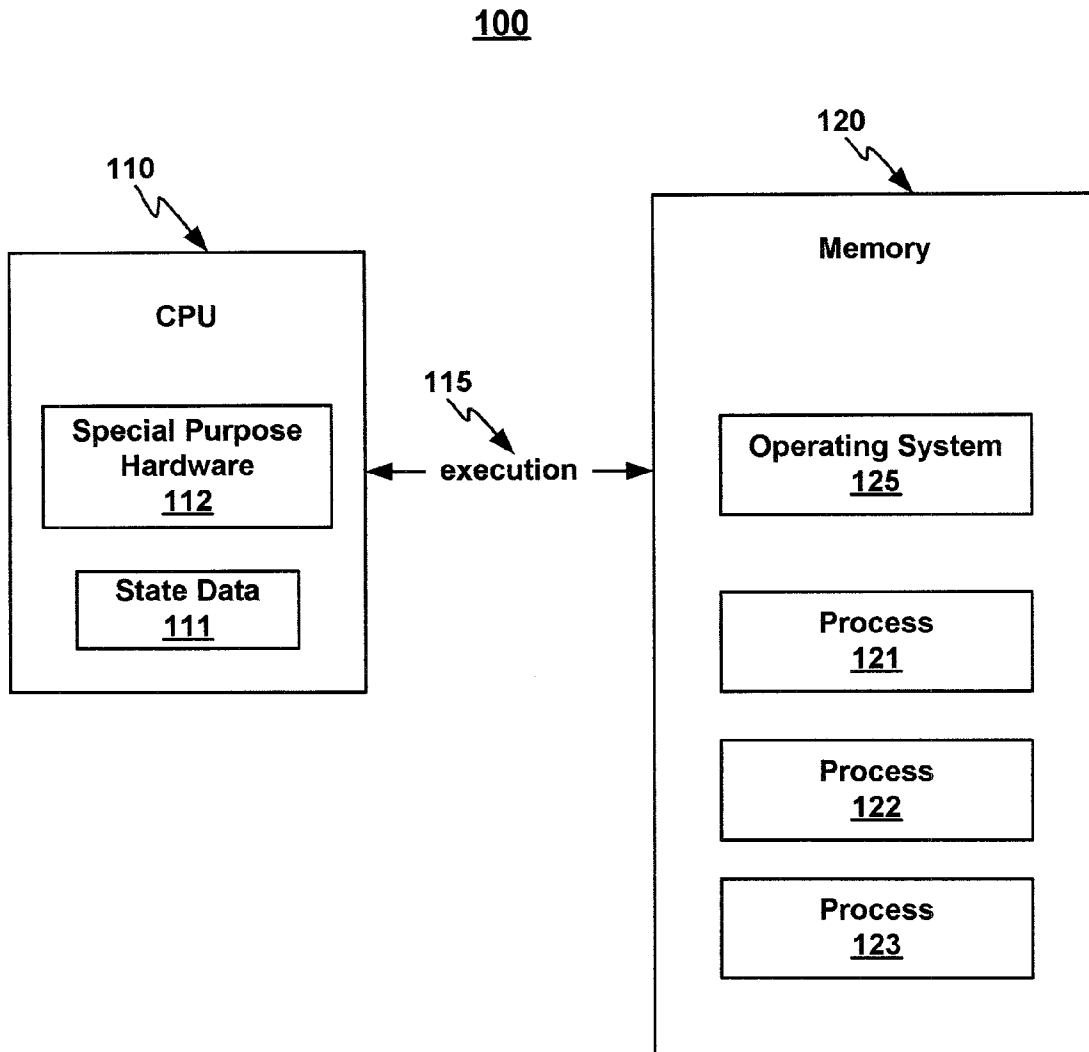 100
120
110
Memory
CPU
115
Special Purpose
Hardware
112
execution
Operating System
125
State Data
111
Process
121
Process
122
Process
123